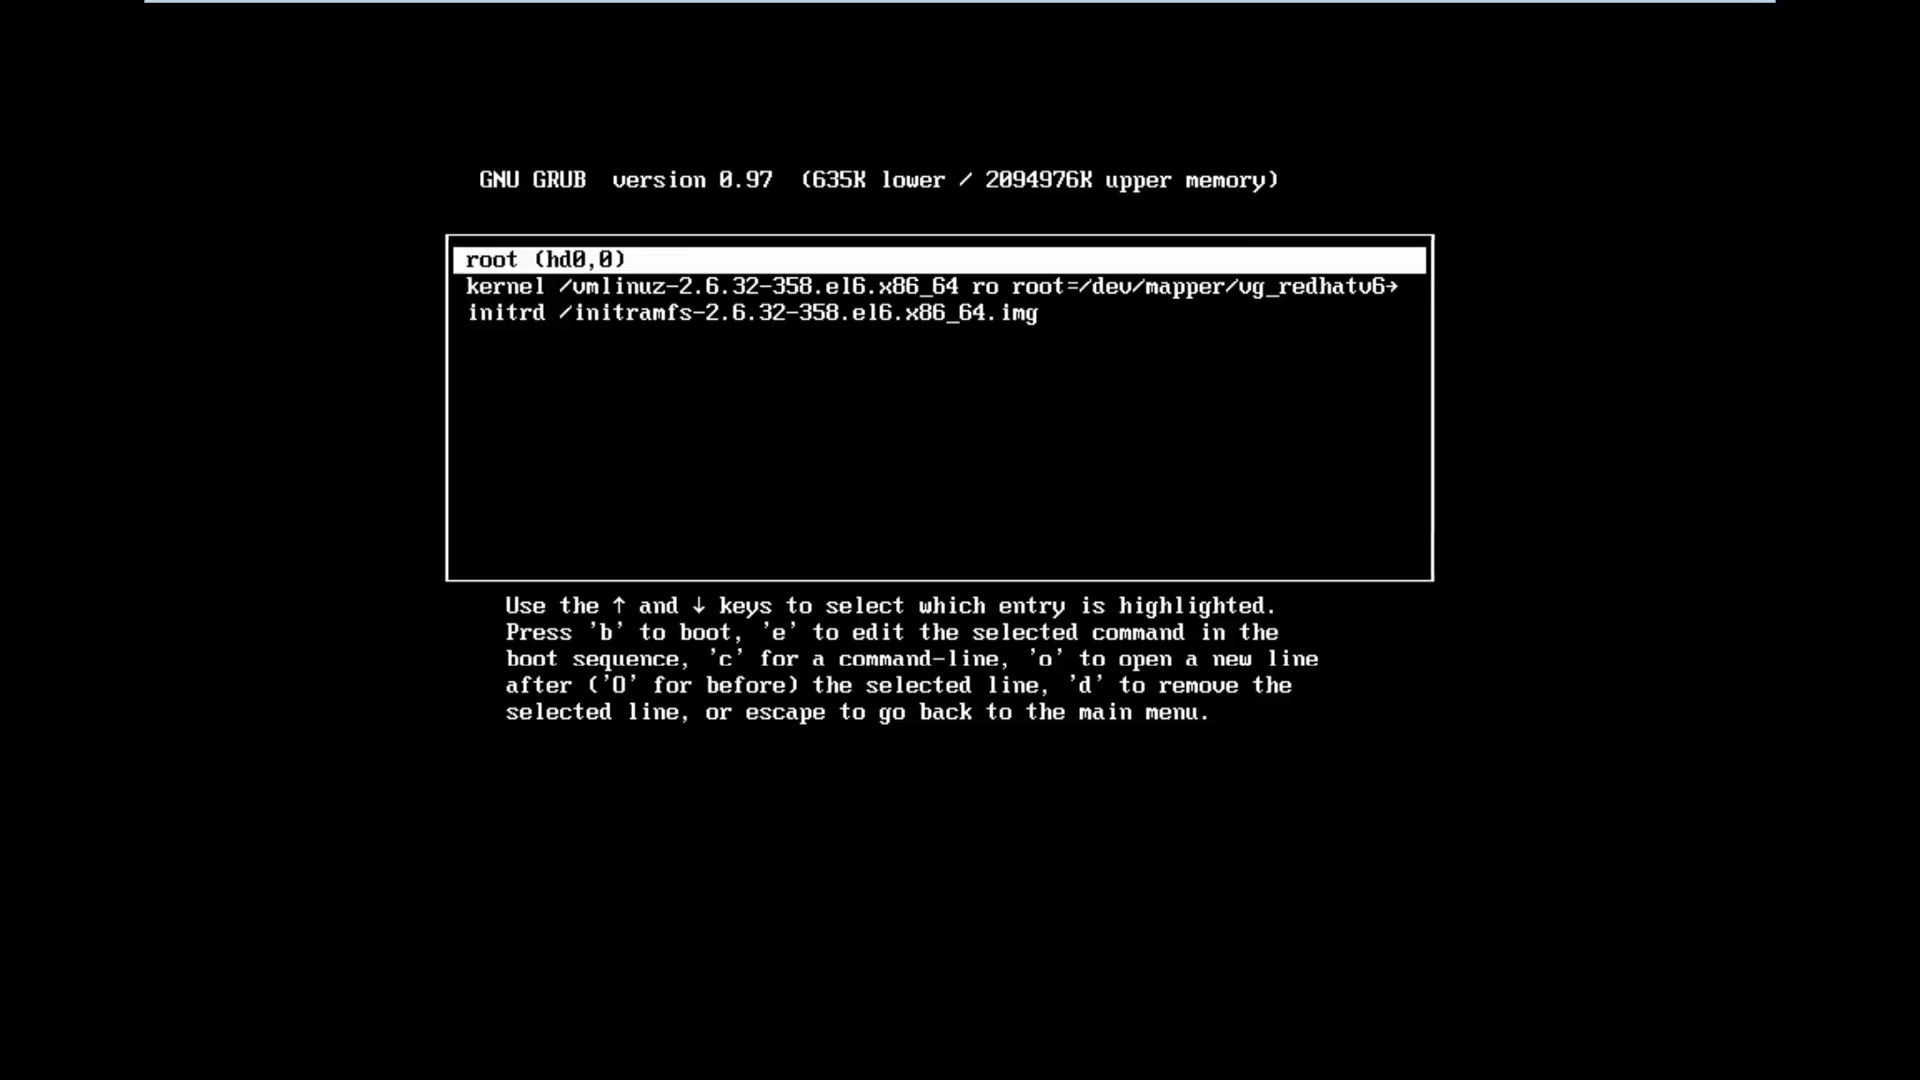 GNU GRUB  version 0.97  (635K lower / 2094976K upper memory)
root (hd0,0)
kernel /vmlinuz-2.6.32-358.el6.x86_64 ro root=/dev/mapper/vg_redhatv6→
initrd /initramfs-2.6.32-358.el6.x86_64.img
Use the ↑ and ↓ keys to select which entry is highlighted.
Press 'b' to boot, 'e' to edit the selected command in the
boot sequence, 'c' for a command-line, 'o' to open a new line
after ('O' for before) the selected line, 'd' to remove the
selected line, or escape to go back to the main menu.